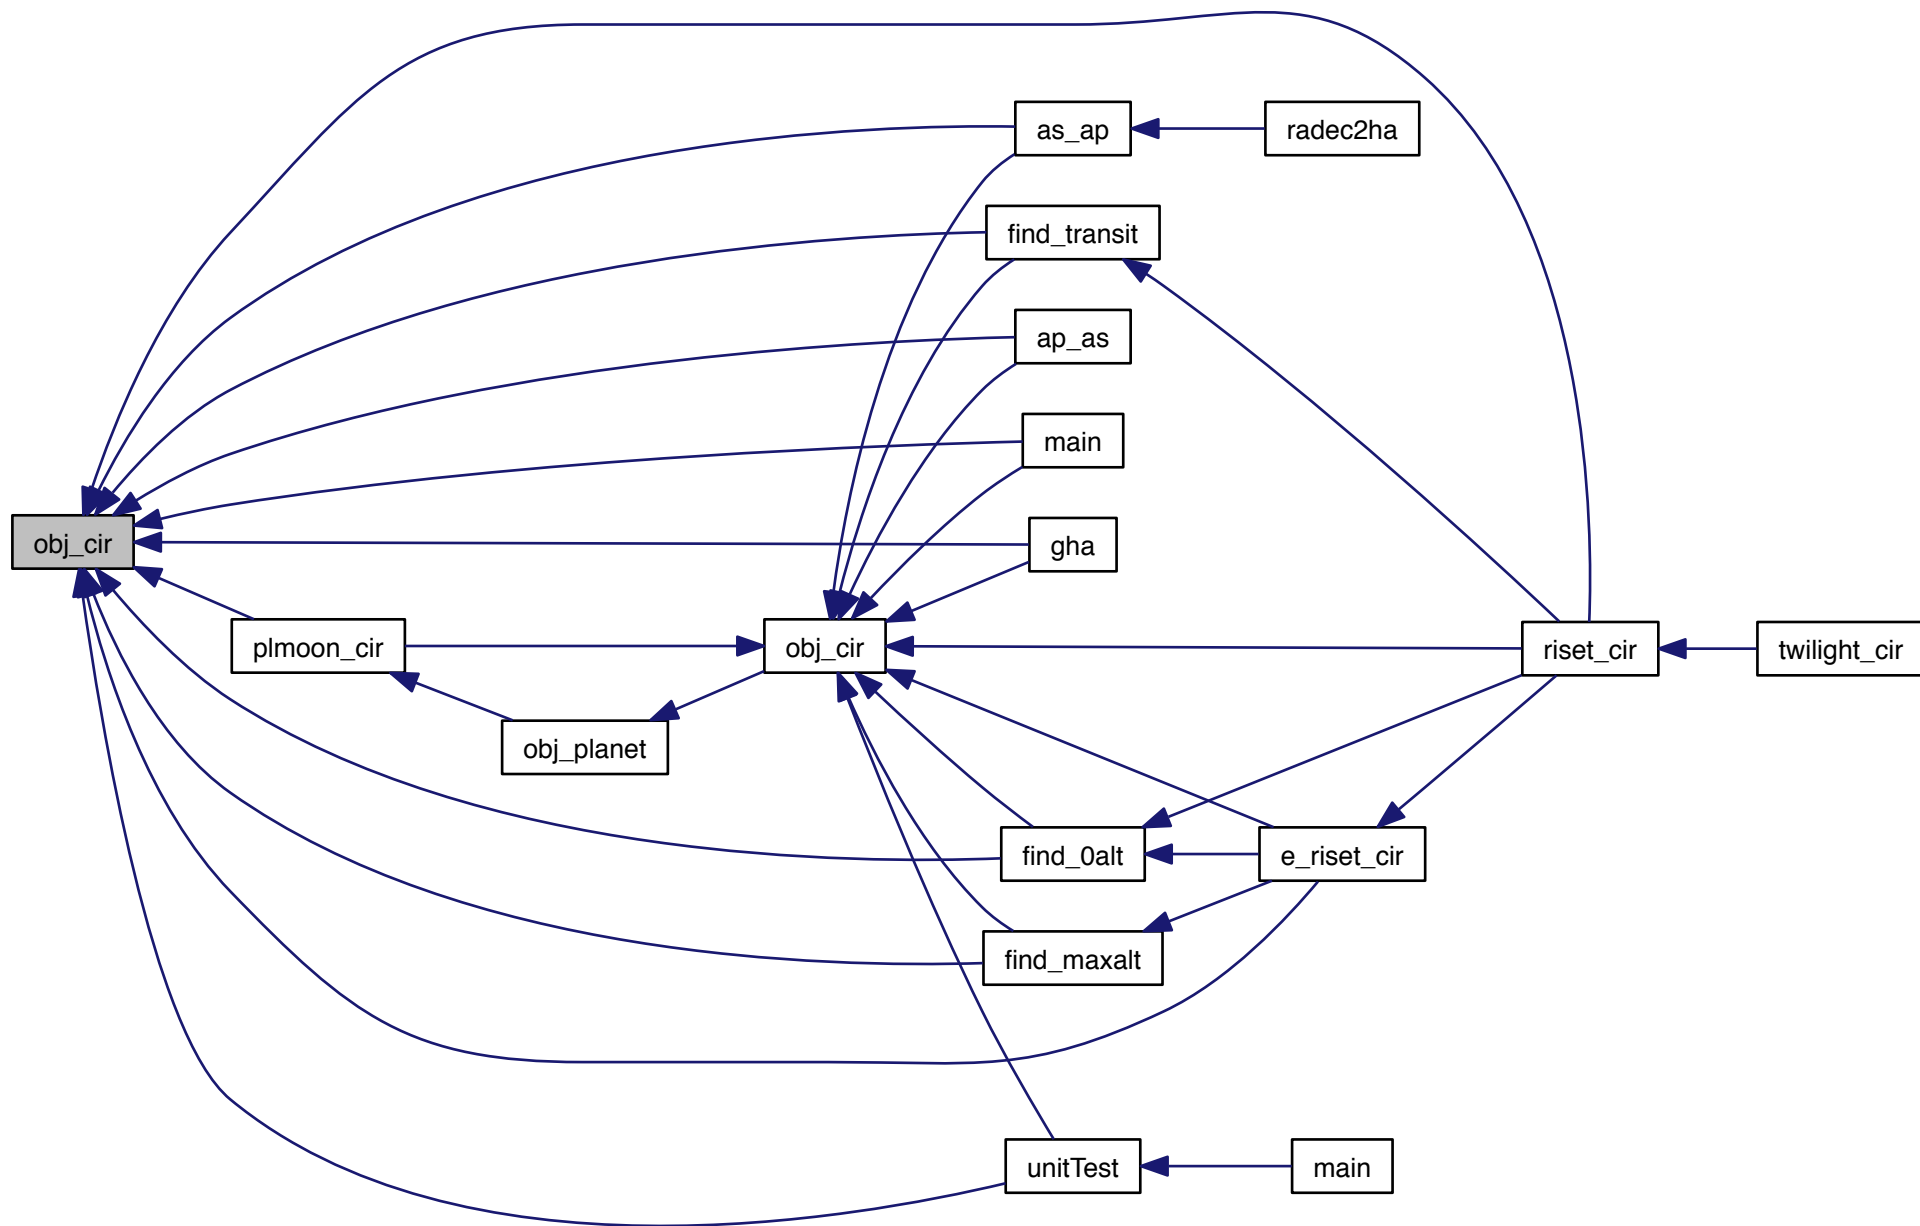 as_ap
radec2ha
find_transit
ap_as
main
obj_cir
gha
plmoon_cir
obj_cir
riset_cir
twilight_cir
obj_planet
find_0alt
e_riset_cir
find_maxalt
unitTest
main